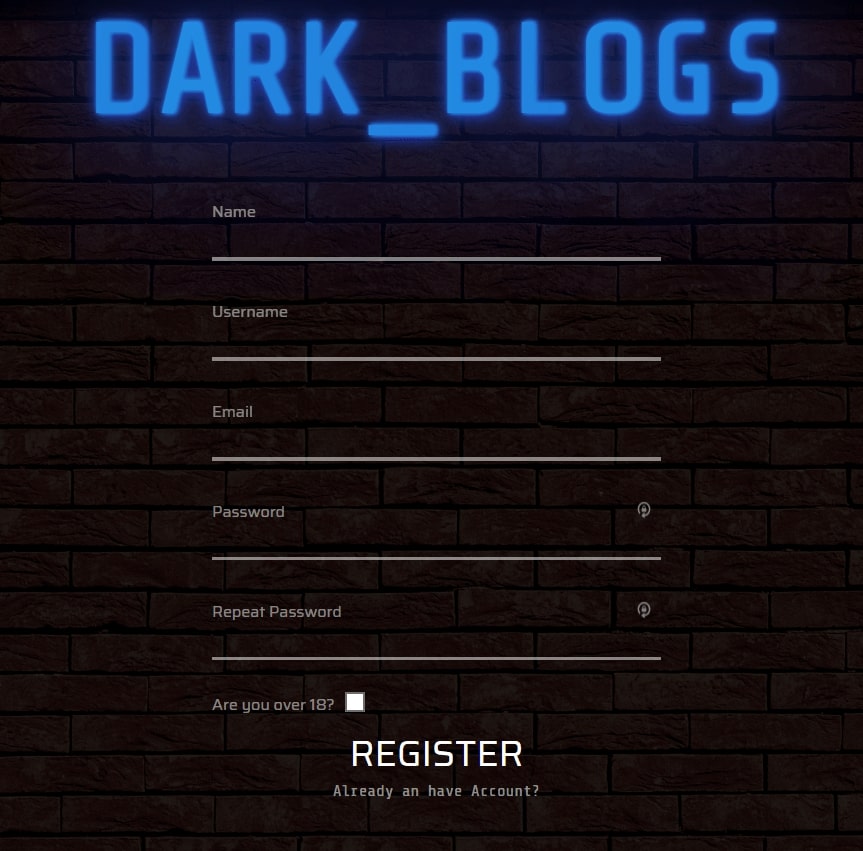 DARK_BLOGS
Name
Username
Email
Password
Repeat Password
Are you over 18?
REGISTER
Already an have Account?